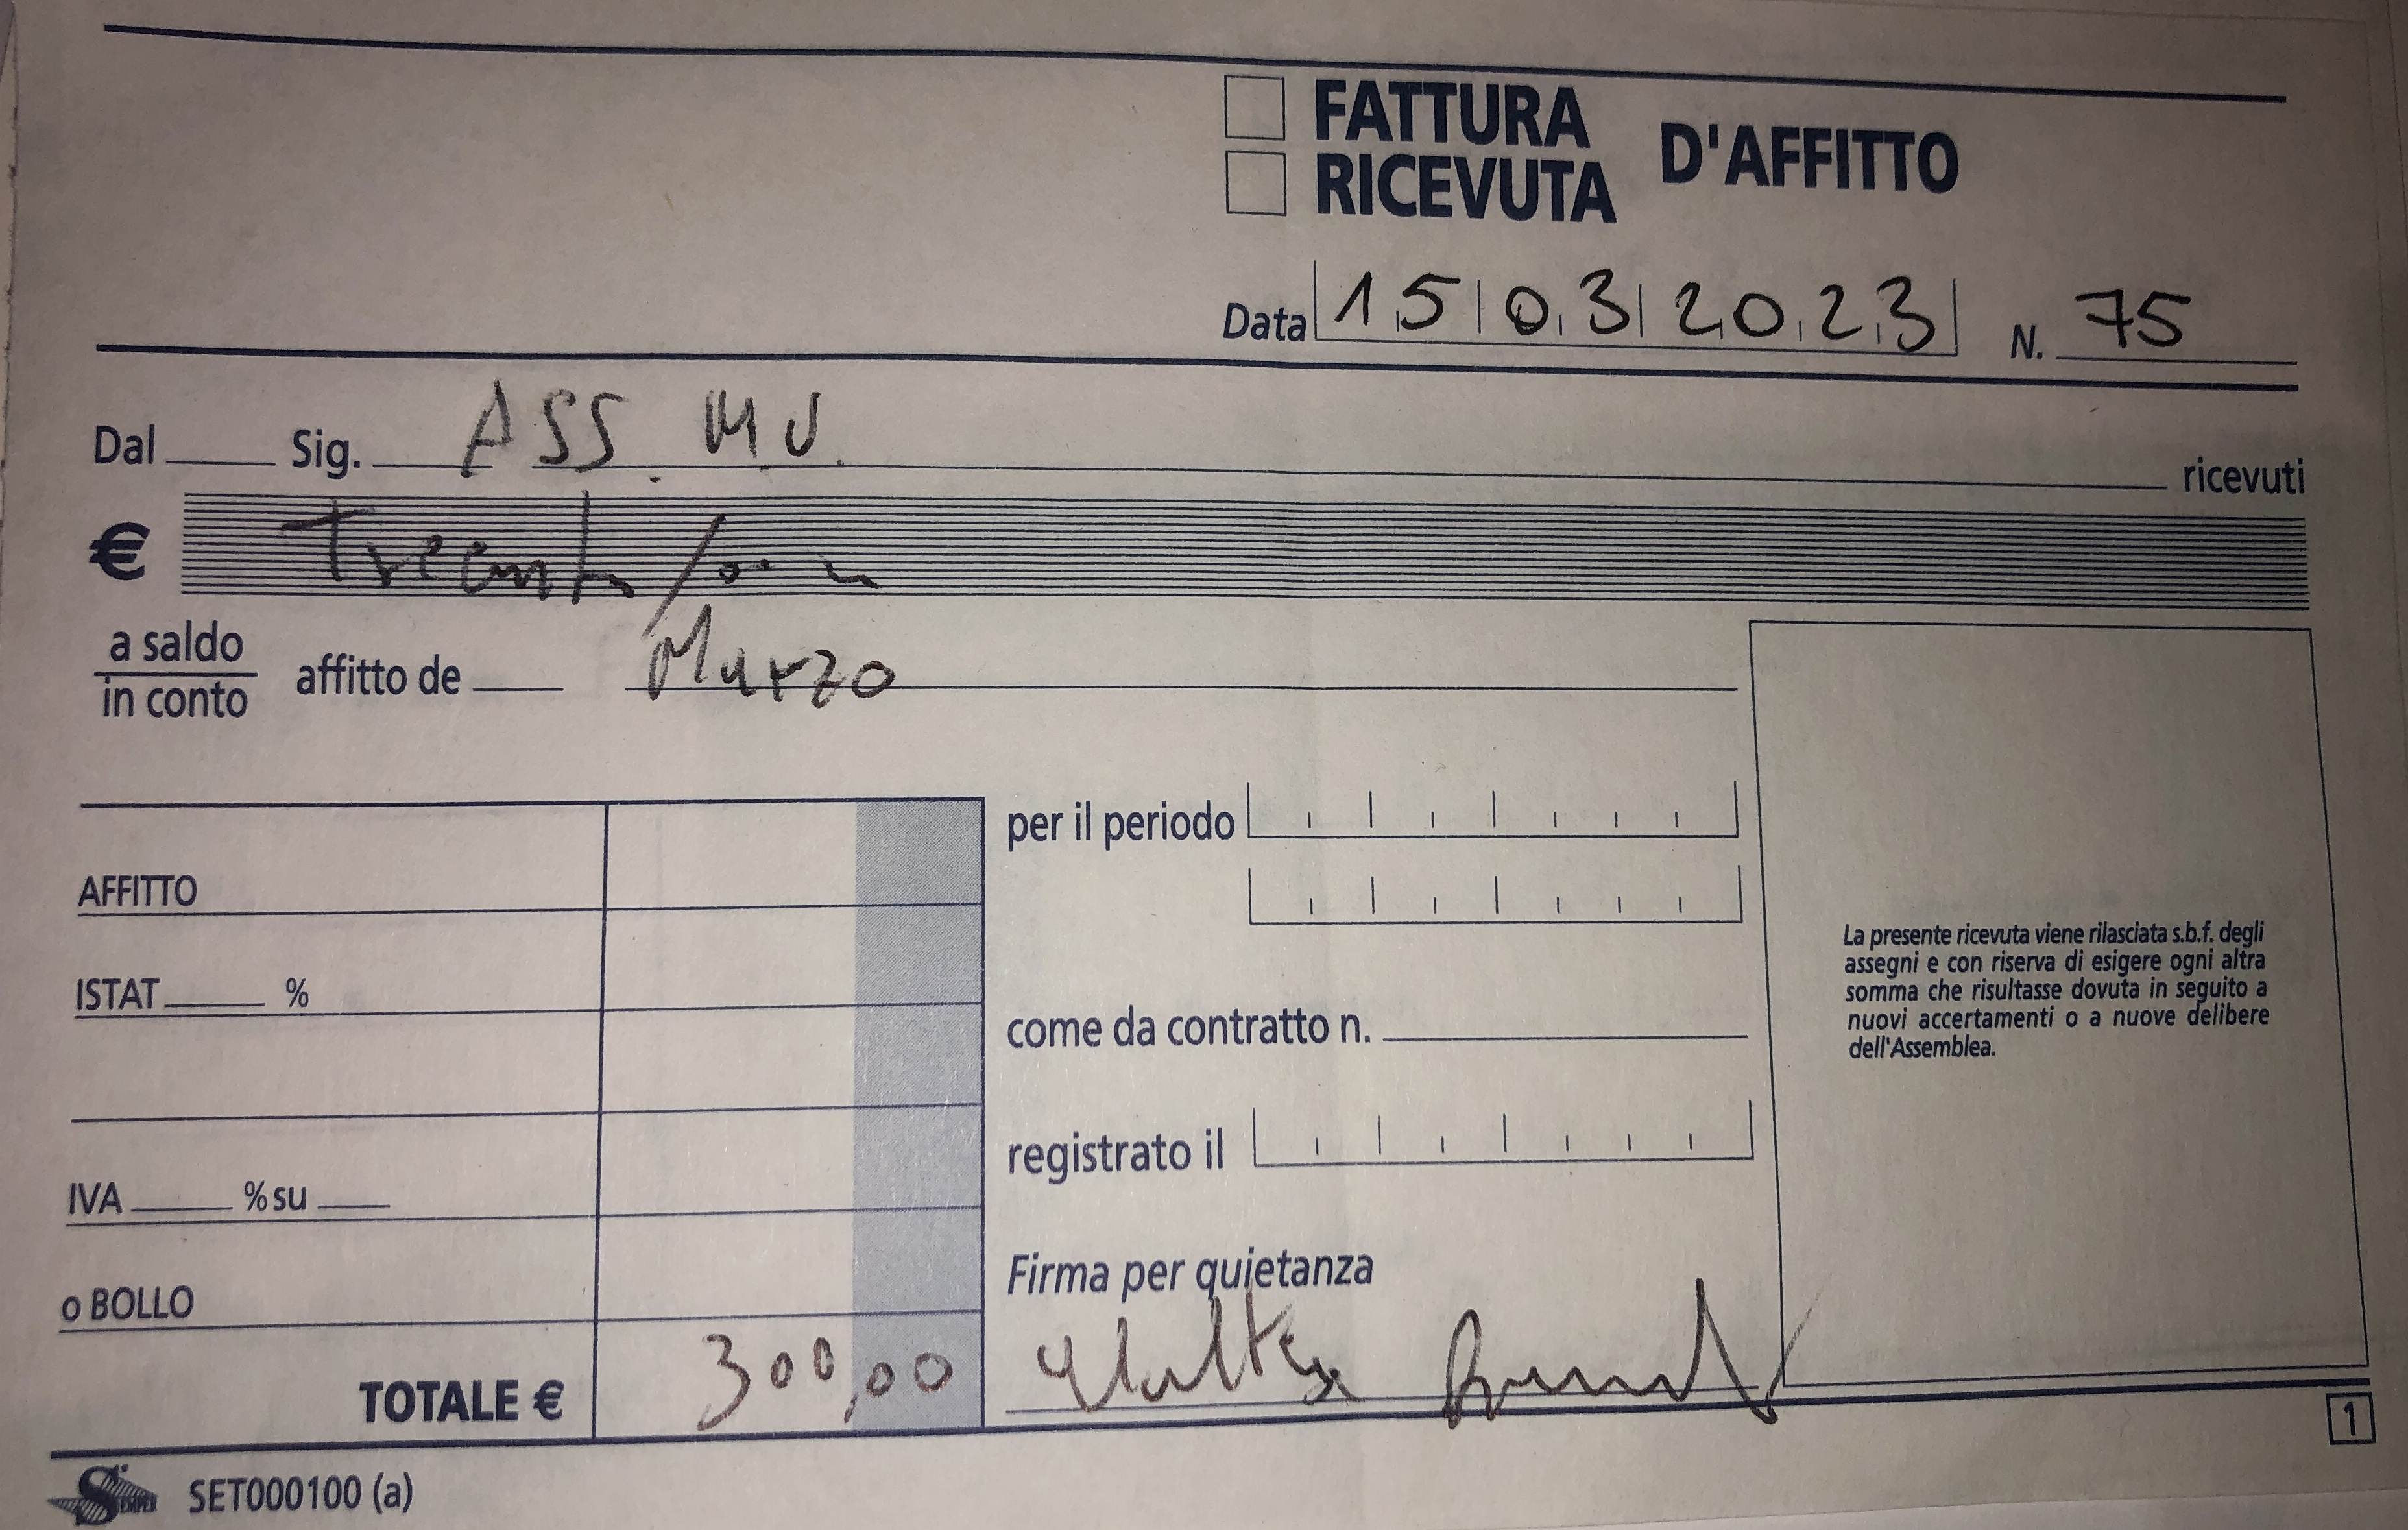 FATTURA
RICEVUTA D'AFFITTO
Data 15 03 2023 N. 75
Dal Sig. ASS. MU. ricevuti
€ Trecento/00
a saldo
in conto
affitto de Marzo
AFFITTO
ISTAT %
IVA % su
o BOLLO
TOTALE € 300,00
per il periodo
come da contratto n.
registrato il
Firma per quietanza
Walter
La presente ricevuta viene rilasciata s.b.f. degli
assegni e con riserva di esigere ogni altra
somma che risultasse dovuta in seguito a
nuovi accertamenti o a nuove delibere
dell'Assemblea.
1
SEMPER SET000100 (a)